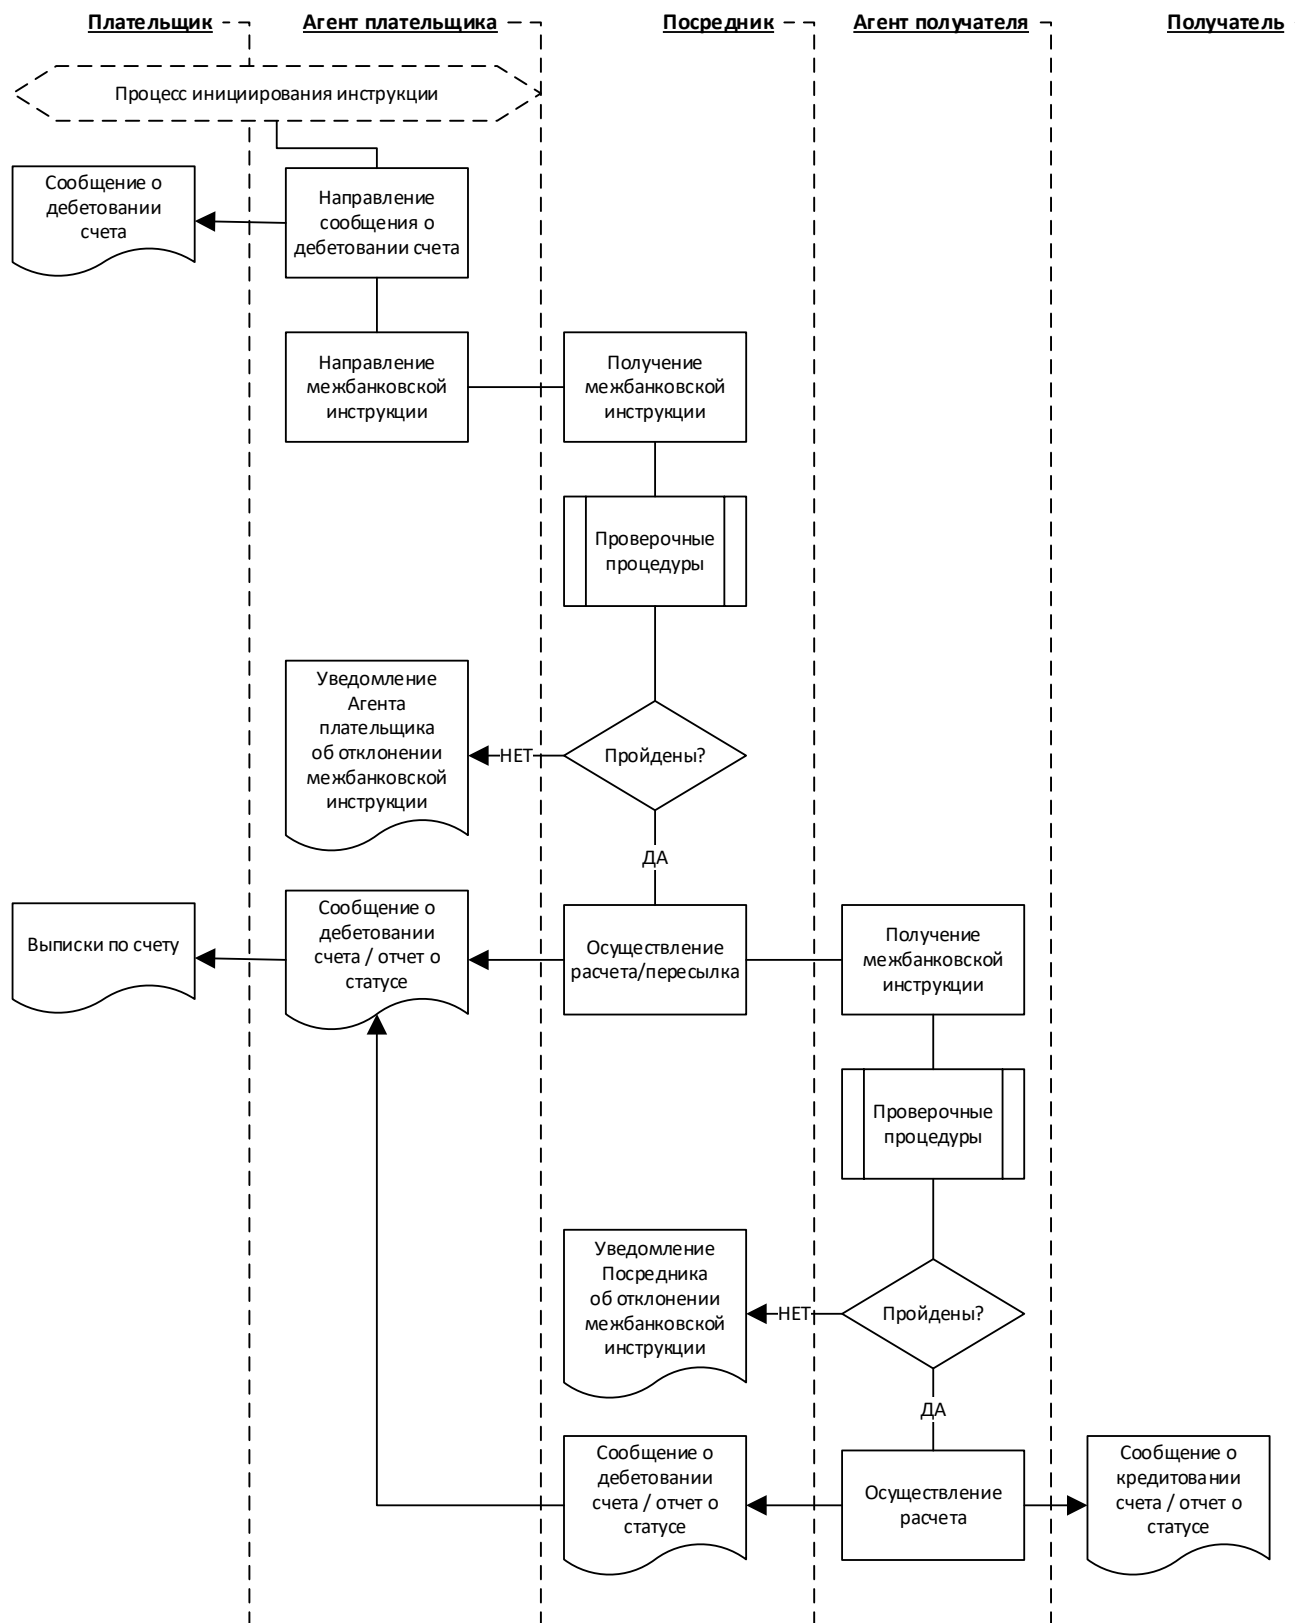 Плательщик
Агент плательщика
Посредник
Агент получателя
Получатель
Процесс инициирования инструкции
Сообщение о
дебетовании
счета
Направление
сообщения о
дебетовании счета
Направление
межбанковской
инструкции
Получение
межбанковской
инструкции
Проверочные
процедуры
Уведомление
Агента
плательщика
об отклонении
межбанковской
инструкции
НЕТ
Пройдены?
ДА
Выписки по счету
Сообщение о
дебетовании
счета / отчет о
статусе
Осуществление
расчета/пересылка
Получение
межбанковской
инструкции
Проверочные
процедуры
Уведомление
Посредника
об отклонении
межбанковской
инструкции
НЕТ
Пройдены?
ДА
Сообщение о
дебетовании
счета / отчет о
статусе
Осуществление
расчета
Сообщение о
кредитовании
счета / отчет о
статусе